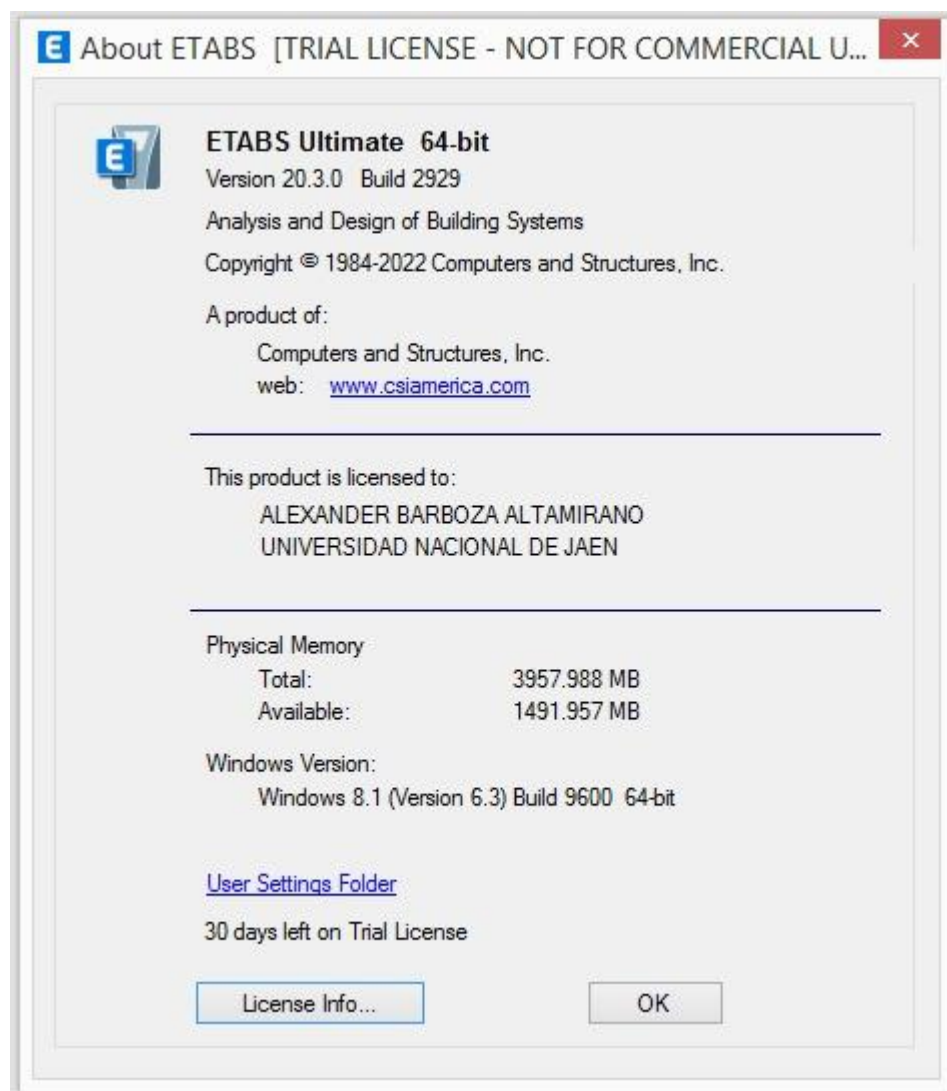 About ETABS [TRIAL LICENSE - NOT FOR COMMERCIAL U...
ETABS Ultimate 64-bit
Version 20.3.0 Build 2929
Analysis and Design of Building Systems
Copyright © 1984-2022 Computers and Structures, Inc.
A product of:
Computers and Structures, Inc.
web: www.csiamerica.com
This product is licensed to:
ALEXANDER BARBOZA ALTAMIRANO
UNIVERSIDAD NACIONAL DE JAEN
Physical Memory
Total: 3957.988 MB
Available: 1491.957 MB
Windows Version:
Windows 8.1 (Version 6.3) Build 9600 64-bit
User Settings Folder
30 days left on Trial License
License Info... OK